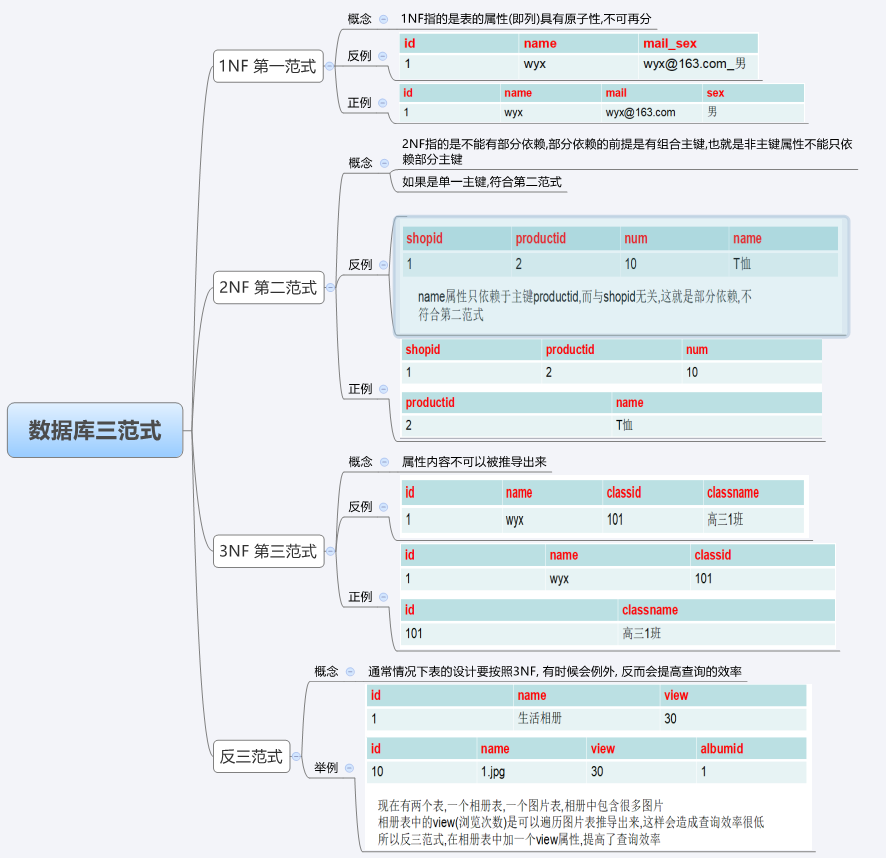 数据库三范式
1NF 第一范式
概念
1NF指的是表的属性(即列)具有原子性,不可再分
反例
id name mail_sex
1 wyx wyx@163.com_男
正例
id name mail sex
1 wyx wyx@163.com 男
2NF 第二范式
概念
2NF指的是不能有部分依赖,部分依赖的前提是有组合主键,也就是非主键属性不能只依
赖部分主键
如果是单一主键,符合第二范式
反例
shopid productid num name
1 2 10 T恤
name属性只依赖于主键productid,而与shopid无关,这就是部分依赖,不
符合第二范式
正例
shopid productid num
1 2 10
productid name
2 T恤
3NF 第三范式
概念
属性内容不可以被推导出来
反例
id name classid classname
1 wyx 101 高三1班
正例
id name classid
1 wyx 101
id classname
101 高三1班
反三范式
概念
通常情况下表的设计要按照3NF, 有时候会例外, 反而会提高查询的效率
举例
id name view
1 生活相册 30
id name view albumid
10 1.jpg 30 1
现在有两个表,一个相册表,一个图片表,相册中包含很多图片
相册表中的view(浏览次数)是可以遍历图片表推导出来,这样会造成查询效率很低
所以反三范式,在相册表中加一个view属性,提高了查询效率